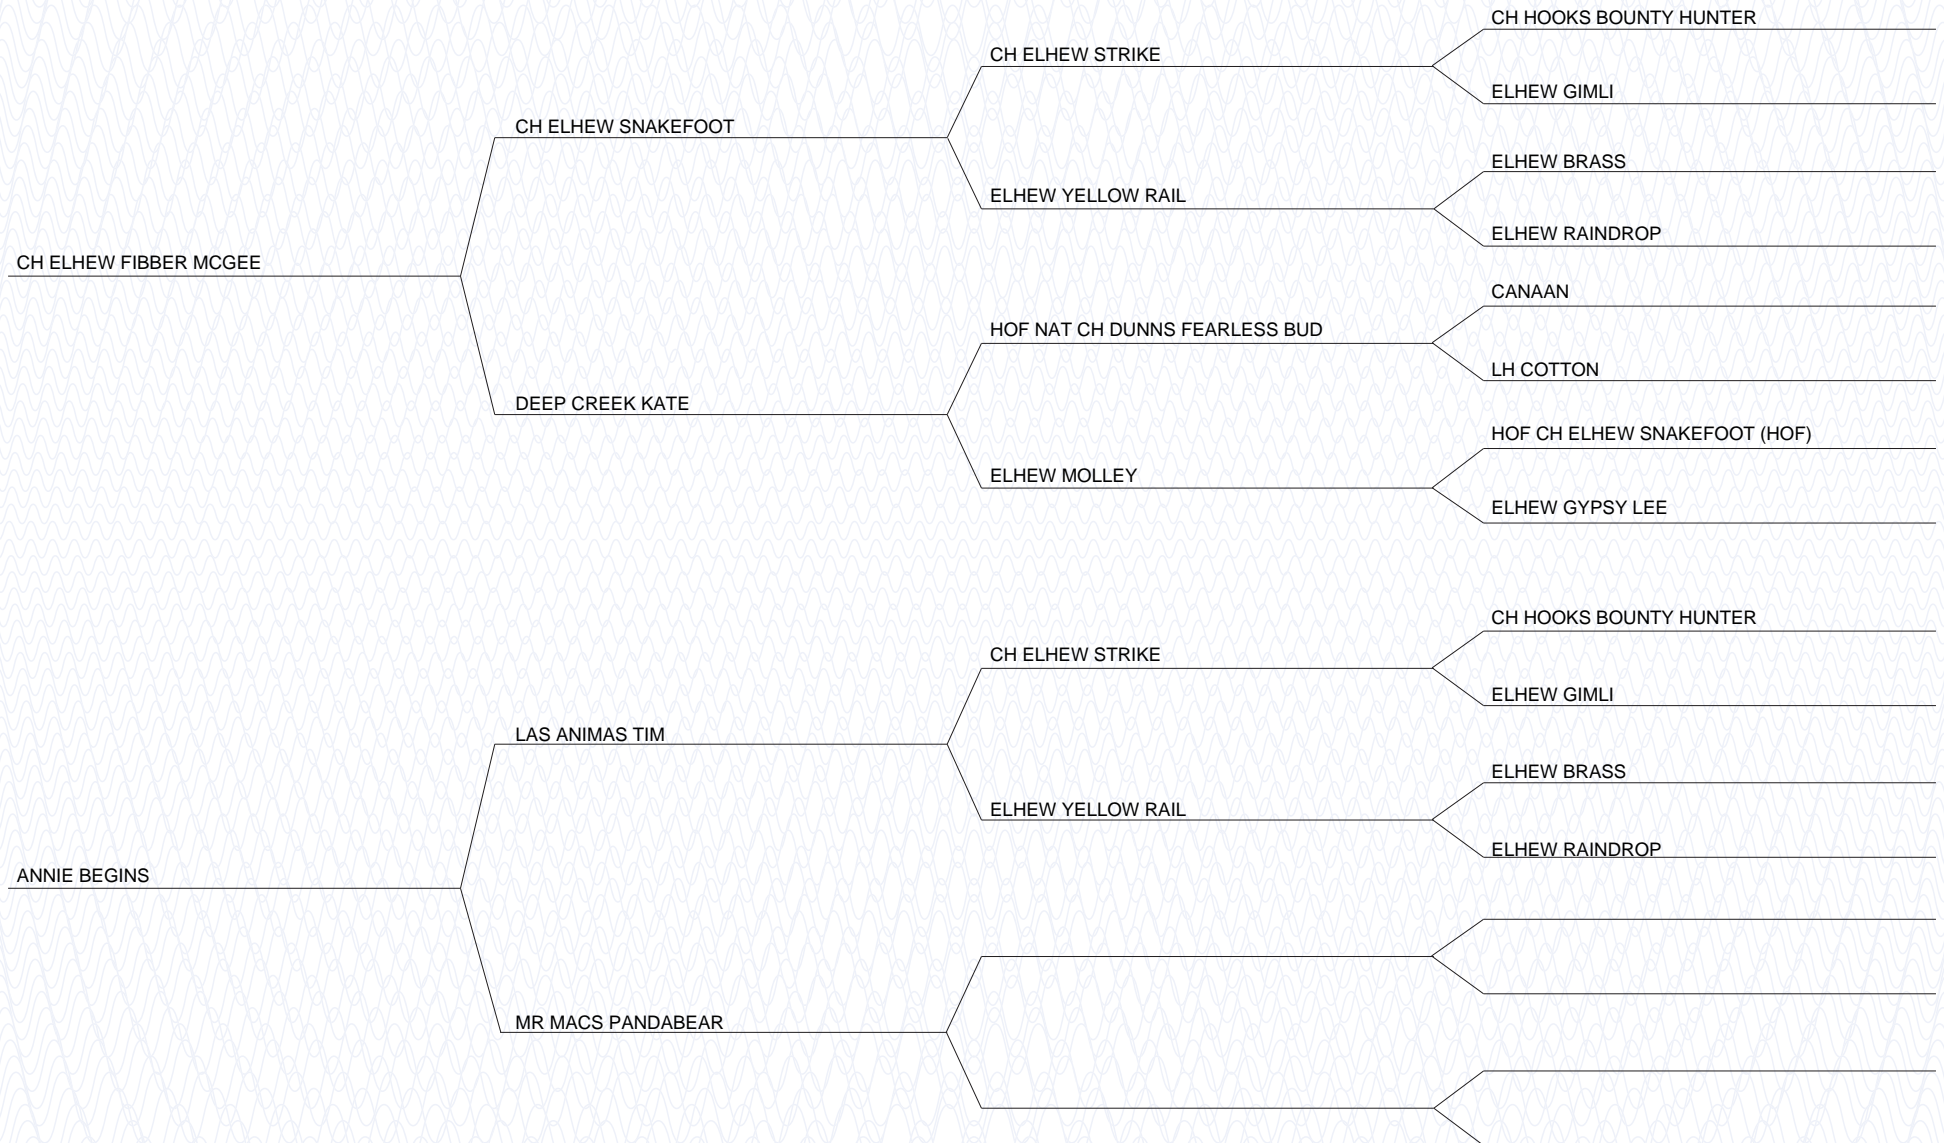 CH HOOKS BOUNTY HUNTER
CH ELHEW STRIKE
ELHEW GIMLI
CH ELHEW SNAKEFOOT
ELHEW BRASS
ELHEW YELLOW RAIL
ELHEW RAINDROP
CH ELHEW FIBBER MCGEE
CANAAN
HOF NAT CH DUNNS FEARLESS BUD
LH COTTON
DEEP CREEK KATE
HOF CH ELHEW SNAKEFOOT (HOF)
ELHEW MOLLEY
ELHEW GYPSY LEE
CH HOOKS BOUNTY HUNTER
CH ELHEW STRIKE
ELHEW GIMLI
LAS ANIMAS TIM
ELHEW BRASS
ELHEW YELLOW RAIL
ELHEW RAINDROP
ANNIE BEGINS
MR MACS PANDABEAR